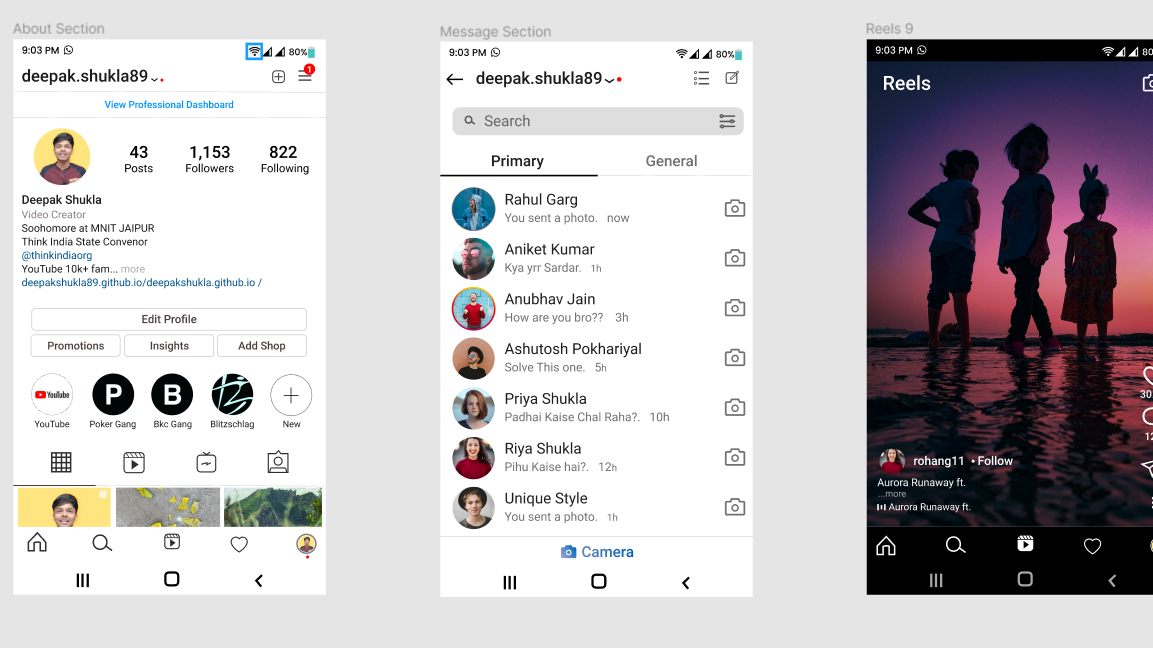 About Section
9:03 PM
80%
deepak.shukla89
1
View Professional Dashboard
43
1,153
822
Posts
Followers
Following
Deepak Shukla
Video Creator
Soohomore at MNIT JAIPUR
Think India State Convenor
@thinkindiaorg
YouTube 10k+ fam... more
deepakshukla89.github.io/deepakshukla.github.io /
Edit Profile
Promotions
Insights
Add Shop
YouTube
P
B
YouTube
Poker Gang
Bkc Gang
Blitzschlag
New
Message Section
9:03 PM
80%
deepak.shukla89
Search
Primary
General
Rahul Garg
You sent a photo. now
Aniket Kumar
Kya yrr Sardar. 1h
Anubhav Jain
How are you bro?? 3h
Ashutosh Pokhariyal
Solve This one. 5h
Priya Shukla
Padhai Kaise Chal Raha?. 10h
Riya Shukla
Pihu Kaise hai?. 12h
Unique Style
You sent a photo. 1h
Camera
Reels 9
9:03 PM
80
Reels
30
12
rohang11 • Follow
Aurora Runaway ft.
...more
Aurora Runaway ft.